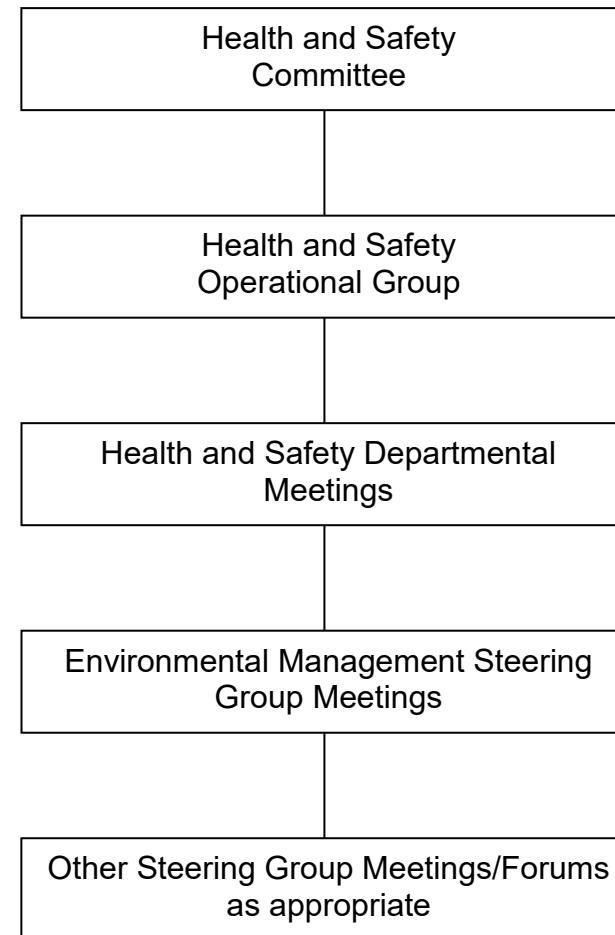 Health and Safety
Committee
Health and Safety
Operational Group
Health and Safety Departmental
Meetings
Environmental Management Steering
Group Meetings
Other Steering Group Meetings/Forums
as appropriate